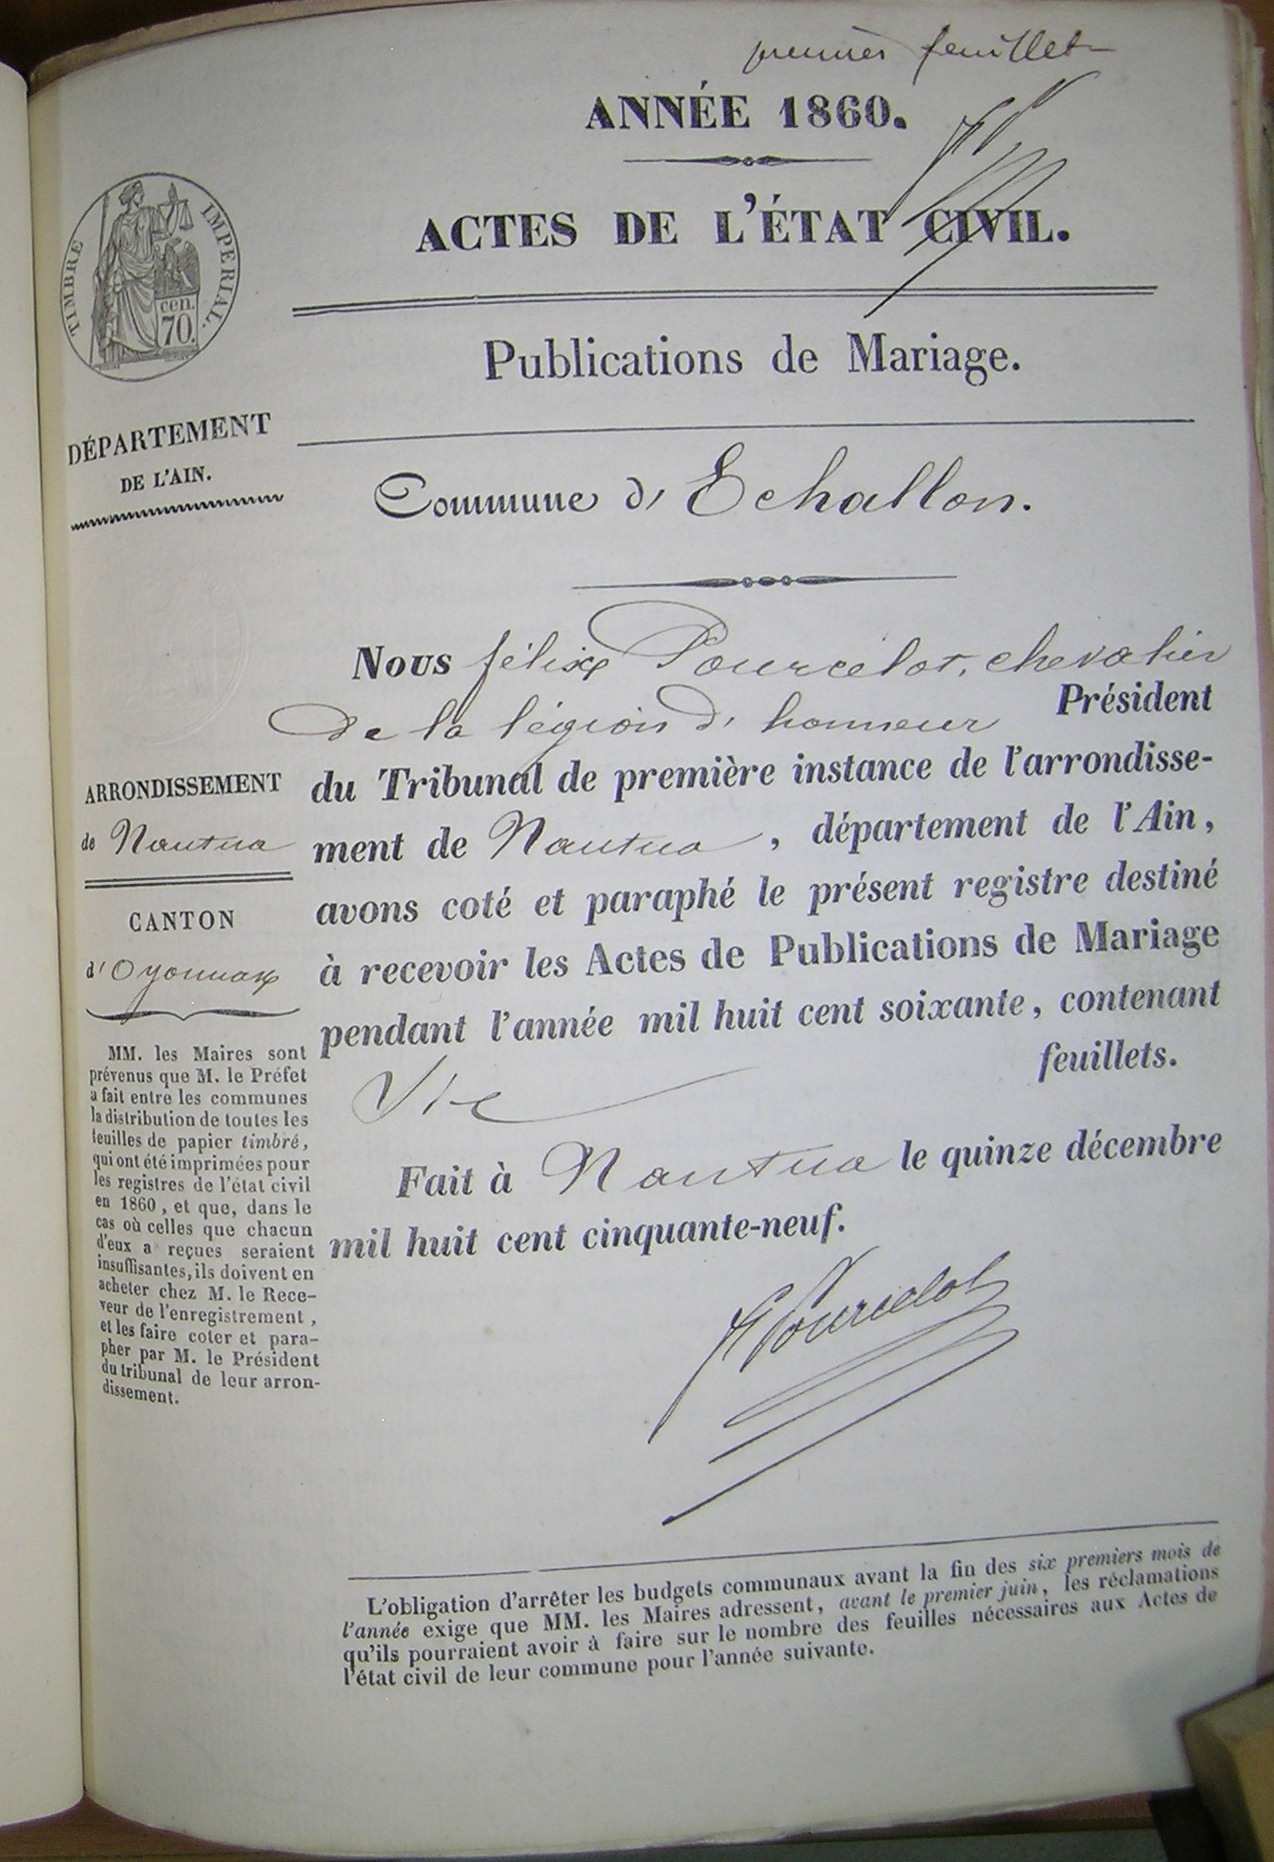 premier feuillet
ANNÉE 1860.
ACTES DE L'ÉTAT CIVIL.
TIMBRE IMPERIAL.
cen.
70.
Publications de Mariage.
DÉPARTEMENT
DE L'AIN.
Commune d'Echallon.
Nous félix Pourcelot, chevalier
de la légion d'honneur Président
du Tribunal de première instance de l'arrondisse-
ment de Nantua, département de l'Ain,
avons coté et paraphé le présent registre destiné
à recevoir les Actes de Publications de Mariage
pendant l'année mil huit cent soixante, contenant
feuillets.
Fait à Nantua le quinze décembre
mil huit cent cinquante-neuf.
F Pourcelot
ARRONDISSEMENT
de Nantua
CANTON
d'Oyonnax
MM. les Maires sont
prévenus que M. le Préfet
a fait entre les communes
la distribution de toutes les
feuilles de papier timbré,
qui ont été imprimées pour
les registres de l'état civil
en 1860, et que, dans le
cas où celles que chacun
d'eux a reçues seraient
insuffisantes, ils doivent en
acheter chez M. le Rece-
veur de l'enregistrement,
et les faire coter et para-
pher par M. le Président
du tribunal de leur arron-
dissement.
L'obligation d'arrêter les budgets communaux avant la fin des six premiers mois de
l'année exige que MM. les Maires adressent, avant le premier juin, les réclamations
qu'ils pourraient avoir à faire sur le nombre des feuilles nécessaires aux Actes de
l'état civil de leur commune pour l'année suivante.